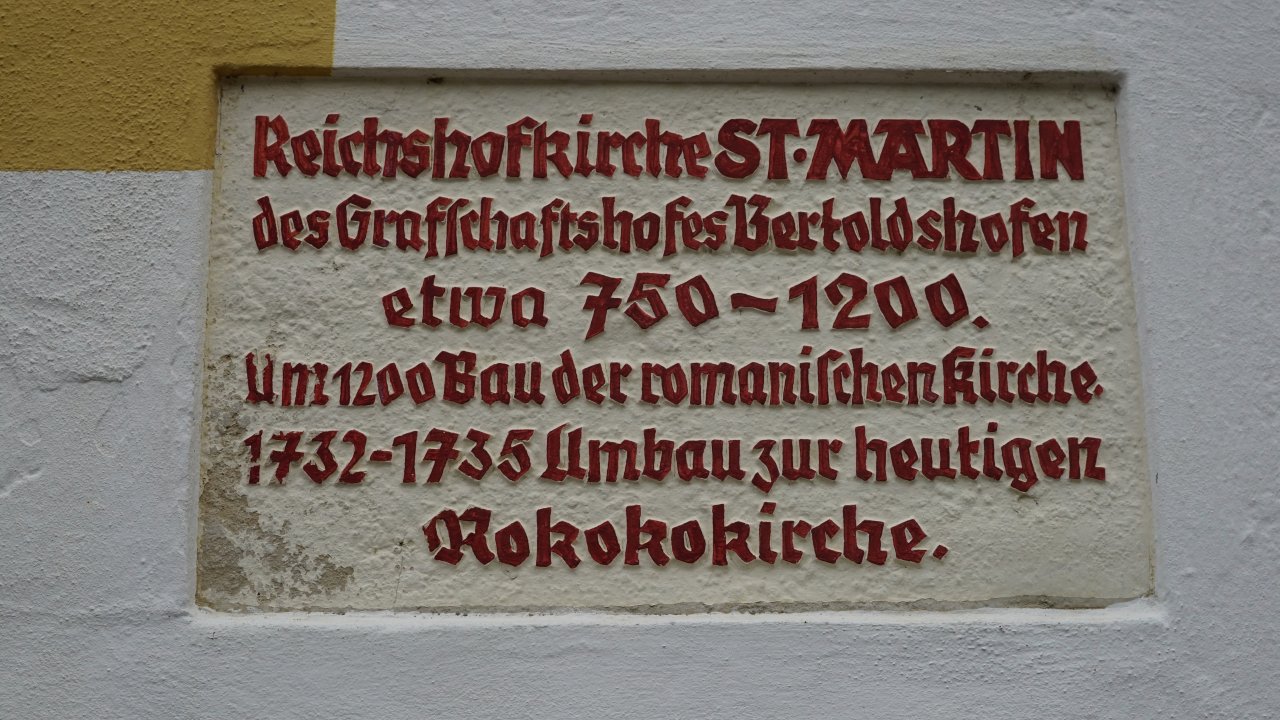 Reichshofkirche ST. MARTIN
des Grafſchaftshofes Bertoldshofen
etwa 750~1200.
Um 1200 Bau der romaniſchen Kirche.
1732-1735 Umbau zur heutigen
Rokokokirche.